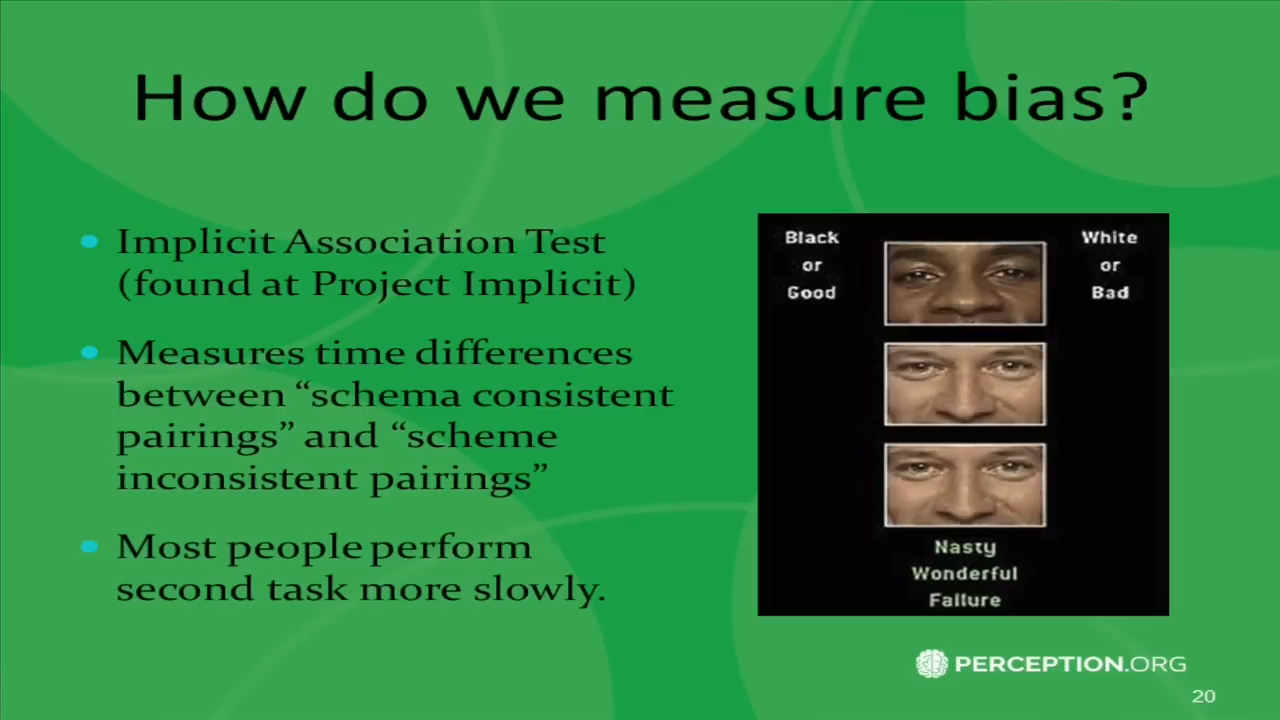 How do we measure bias?
Implicit Association Test
(found at Project Implicit)
Measures time differences
between “schema consistent
pairings” and “scheme
inconsistent pairings”
Most people perform
second task more slowly.
Black
or
Good
White
or
Bad
Nasty
Wonderful
Failure
PERCEPTION.ORG
20